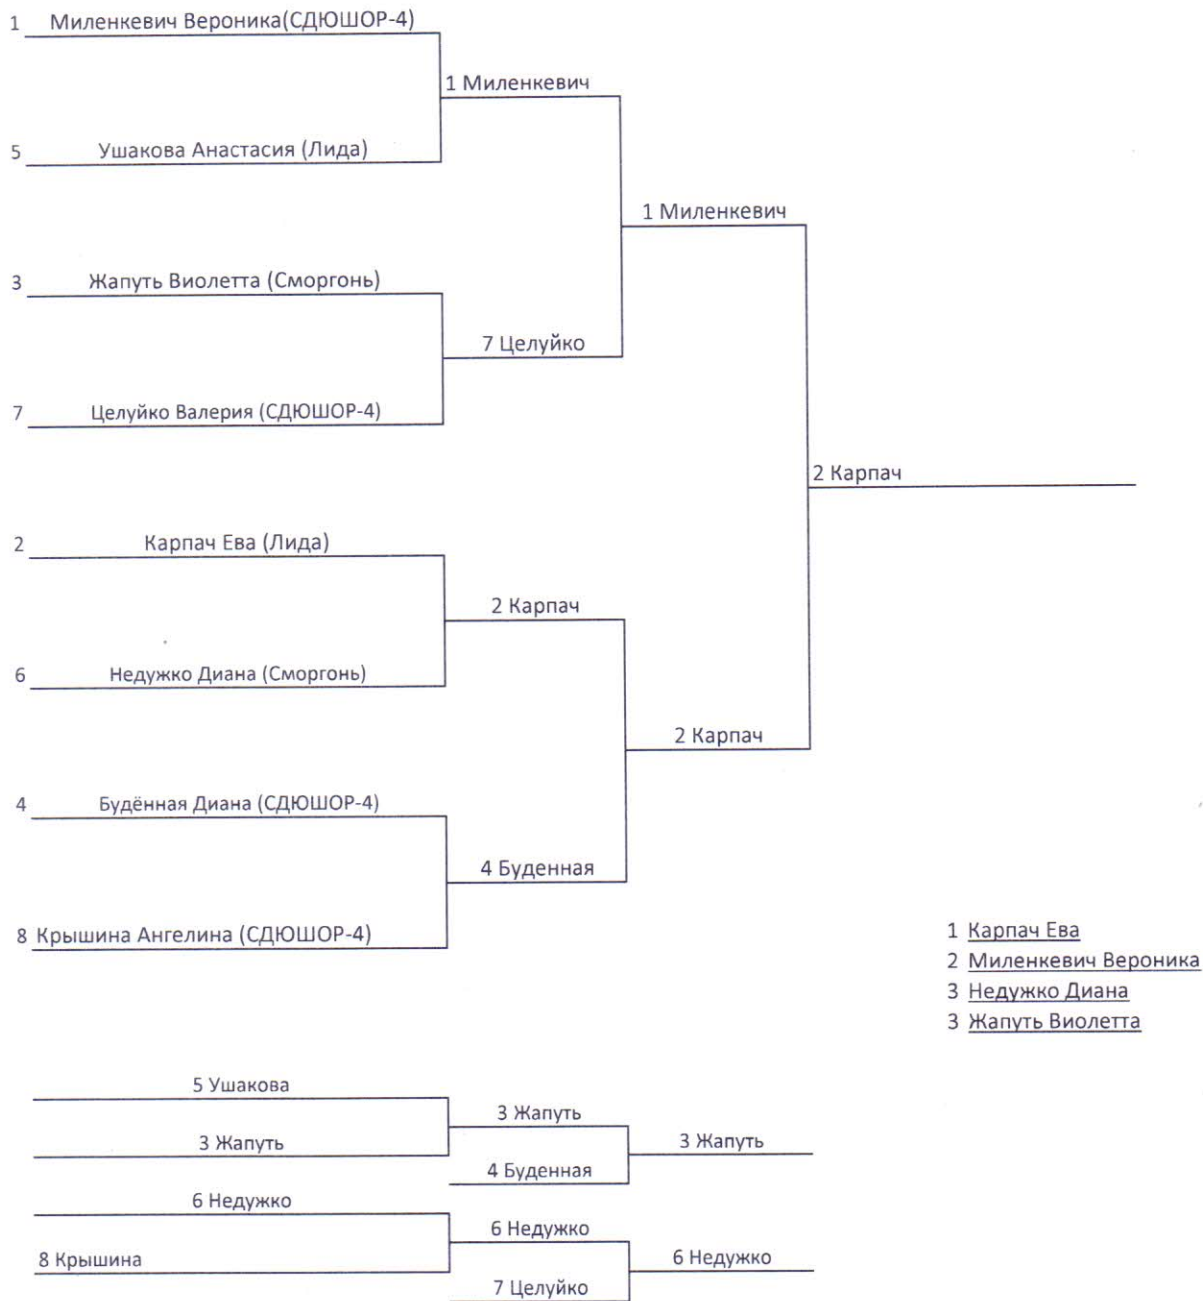 1 Миленкевич Вероника(СДЮШОР-4)
1 Миленкевич
5 Ушакова Анастасия (Лида)
1 Миленкевич
3 Жапуть Виолетта (Сморгонь)
7 Целуйко
7 Целуйко Валерия (СДЮШОР-4)
2 Карпач
2 Карпач Ева (Лида)
2 Карпач
6 Недужко Диана (Сморгонь)
2 Карпач
4 Будённая Диана (СДЮШОР-4)
4 Буденная
8 Крышина Ангелина (СДЮШОР-4)
1 Карпач Ева
2 Миленкевич Вероника
3 Недужко Диана
3 Жапуть Виолетта
5 Ушакова
3 Жапуть
3 Жапуть
3 Жапуть
4 Буденная
6 Недужко
6 Недужко
8 Крышина
6 Недужко
7 Целуйко